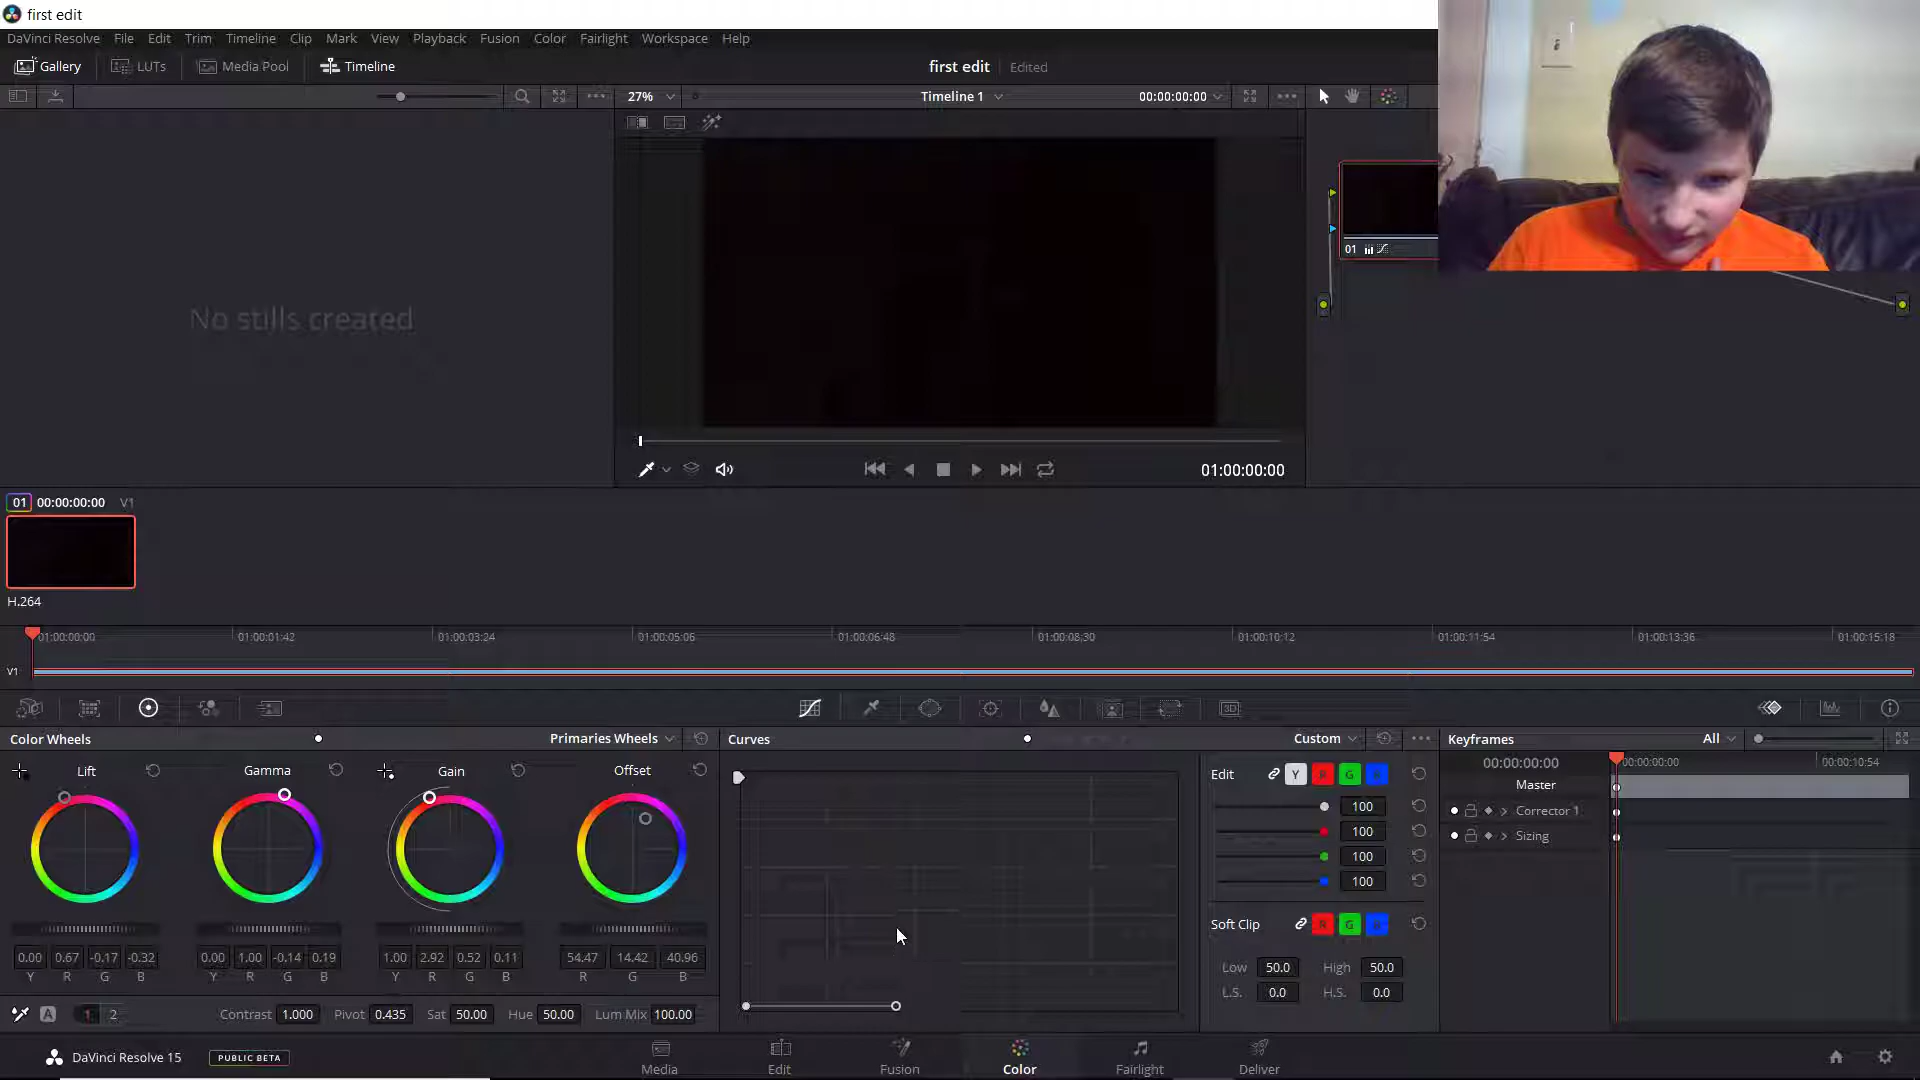 first edit
DaVinci Resolve File Edit Trim Timeline Clip Mark View Playback Fusion Color Fairlight Workspace Help
Gallery LUTs Media Pool Timeline first edit Edited
27% Timeline 1 00:00:00:00
No stills created
01
01:00:00:00
01 00:00:00:00 V1
H.264
01:00:00:00 01:00:01:42 01:00:03:24 01:00:05:06 01:00:06:48 01:00:08:30 01:00:10:12 01:00:11:54 01:00:13:36 01:00:15:18
V1
3D
Color Wheels Primaries Wheels Curves Custom Keyframes All
00:00:00:00 00:00:00:00 00:00:10:54
Lift Gamma Gain Offset Edit Y R G B
Master
100
Corrector 1
100
Sizing
100
100
Soft Clip R G B
0.00 0.67 -0.17 -0.32 0.00 1.00 -0.14 0.19 1.00 2.92 0.52 0.11 54.47 14.42 40.96
Y R G B Y R G B Y R G B R G B
Low 50.0 High 50.0
L.S. 0.0 H.S. 0.0
A 1 2 Contrast 1.000 Pivot 0.435 Sat 50.00 Hue 50.00 Lum Mix 100.00
DaVinci Resolve 15 PUBLIC BETA
Media Edit Fusion Color Fairlight Deliver